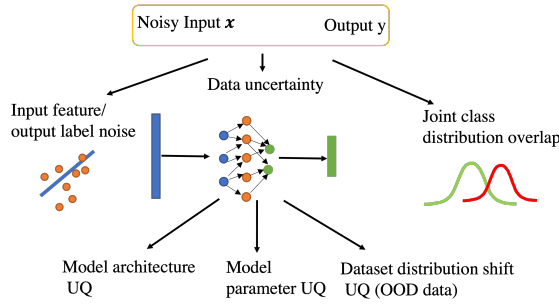 Noisy Input x Output y
Data uncertainty
Input feature/
output label noise
Joint class
distribution overlap
Model architecture
UQ
Model
parameter UQ
Dataset distribution shift
UQ (OOD data)